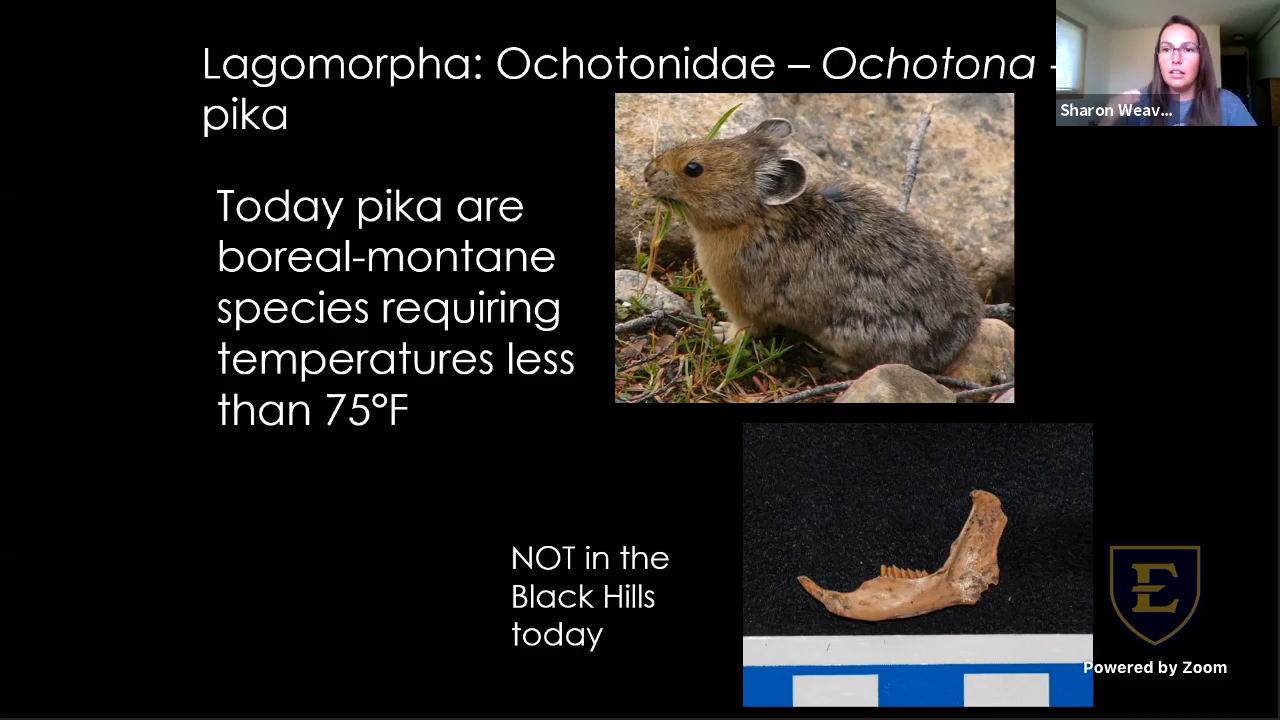 Lagomorpha: Ochotonidae – Ochotona -
pika
Sharon Weav...
Today pika are
boreal-montane
species requiring
temperatures less
than 75°F
NOT in the
Black Hills
today
E
Powered by Zoom